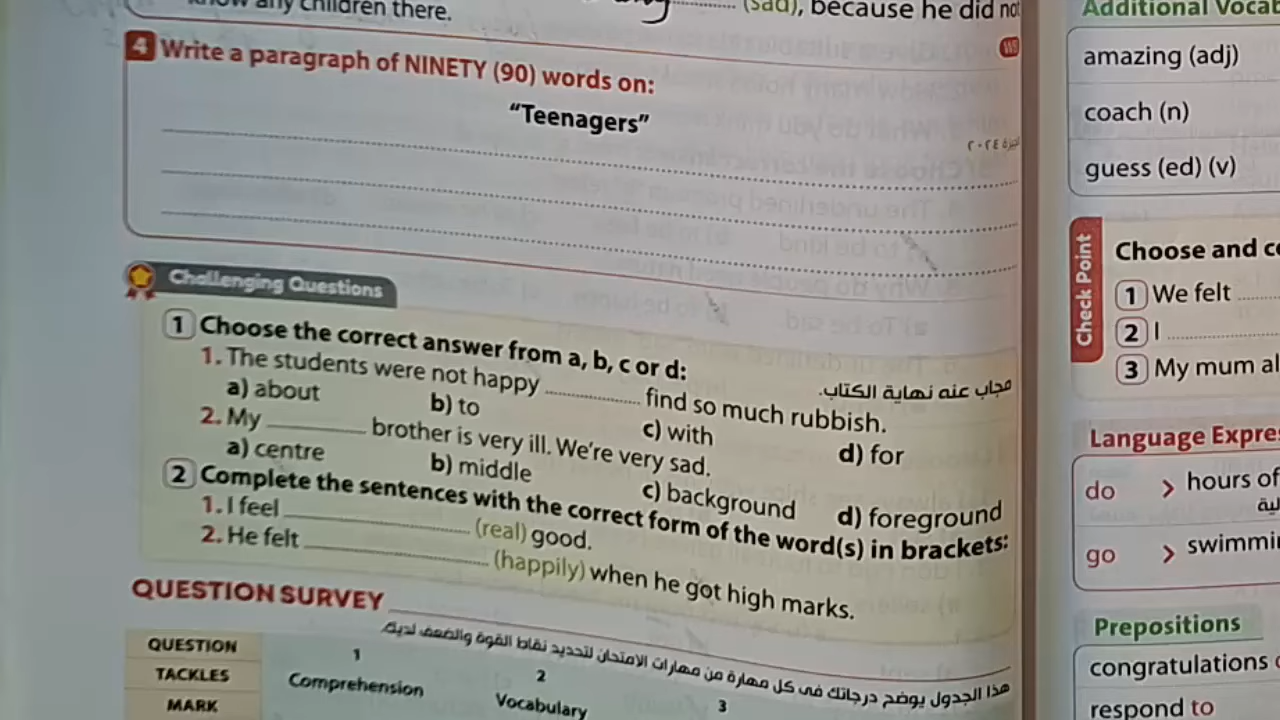 any children there.
(sad), because he did not
4 Write a paragraph of NINETY (90) words on:
"Teenagers"
الجيزة ٢٠٢٤
Challenging Questions
1 Choose the correct answer from a, b, c or d:
مجاب عنه نهاية الكتاب.
1. The students were not happy .................... find so much rubbish.
a) about b) to c) with d) for
2. My .................... brother is very ill. We're very sad.
a) centre b) middle c) background d) foreground
2 Complete the sentences with the correct form of the word(s) in brackets:
1. I feel .................... (real) good.
2. He felt .................... (happily) when he got high marks.
QUESTION SURVEY
هذا الجدول يوضح درجاتك فى كل مهارة من مهارات الامتحان لتحديد نقاط القوة والضعف لديك
QUESTION 1 2 3
TACKLES Comprehension Vocabulary
MARK
Additional Vocab
amazing (adj)
coach (n)
guess (ed) (v)
Check Point
Choose and co
1 We felt ........
2 I ....................
3 My mum al
Language Expre
do > hours of
go > swimmin
Prepositions
congratulations
respond to